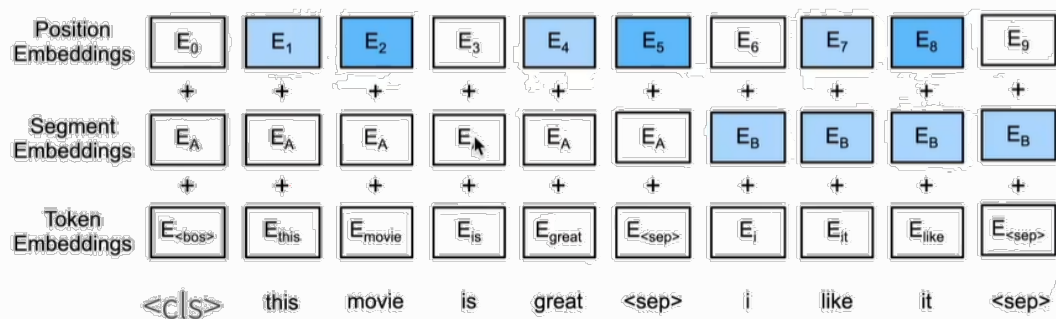 Position Embeddings E0 E1 E2 E3 E4 E5 E6 E7 E8 E9
+ + + + + + + + + +
Segment Embeddings EA EA EA E EA EA EB EB EB EB
+ + + + + + + + + +
Token Embeddings E<bos> Ethis Emovie Eis Egreat E<sep> Ei Eit Elike E<sep>
<cls> this movie is great <sep> i like it <sep>